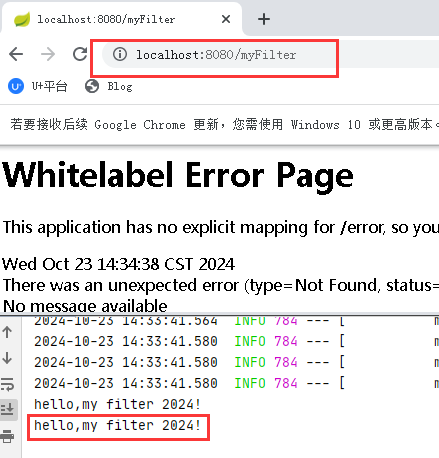 localhost:8080/myFilter
localhost:8080/myFilter
U+平台 Blog
若要接收后续 Google Chrome 更新，您需使用 Windows 10 或更高版本
Whitelabel Error Page
This application has no explicit mapping for /error, so you
Wed Oct 23 14:34:38 CST 2024
There was an unexpected error (type=Not Found, status=
No message available
2024-10-23 14:33:41.564 INFO 784 --- [ m
2024-10-23 14:33:41.580 INFO 784 --- [ m
2024-10-23 14:33:41.580 INFO 784 --- [ m
2024-10-23 14:33:41.580 INFO 784 --- [ m
hello,my filter 2024!
hello,my filter 2024!